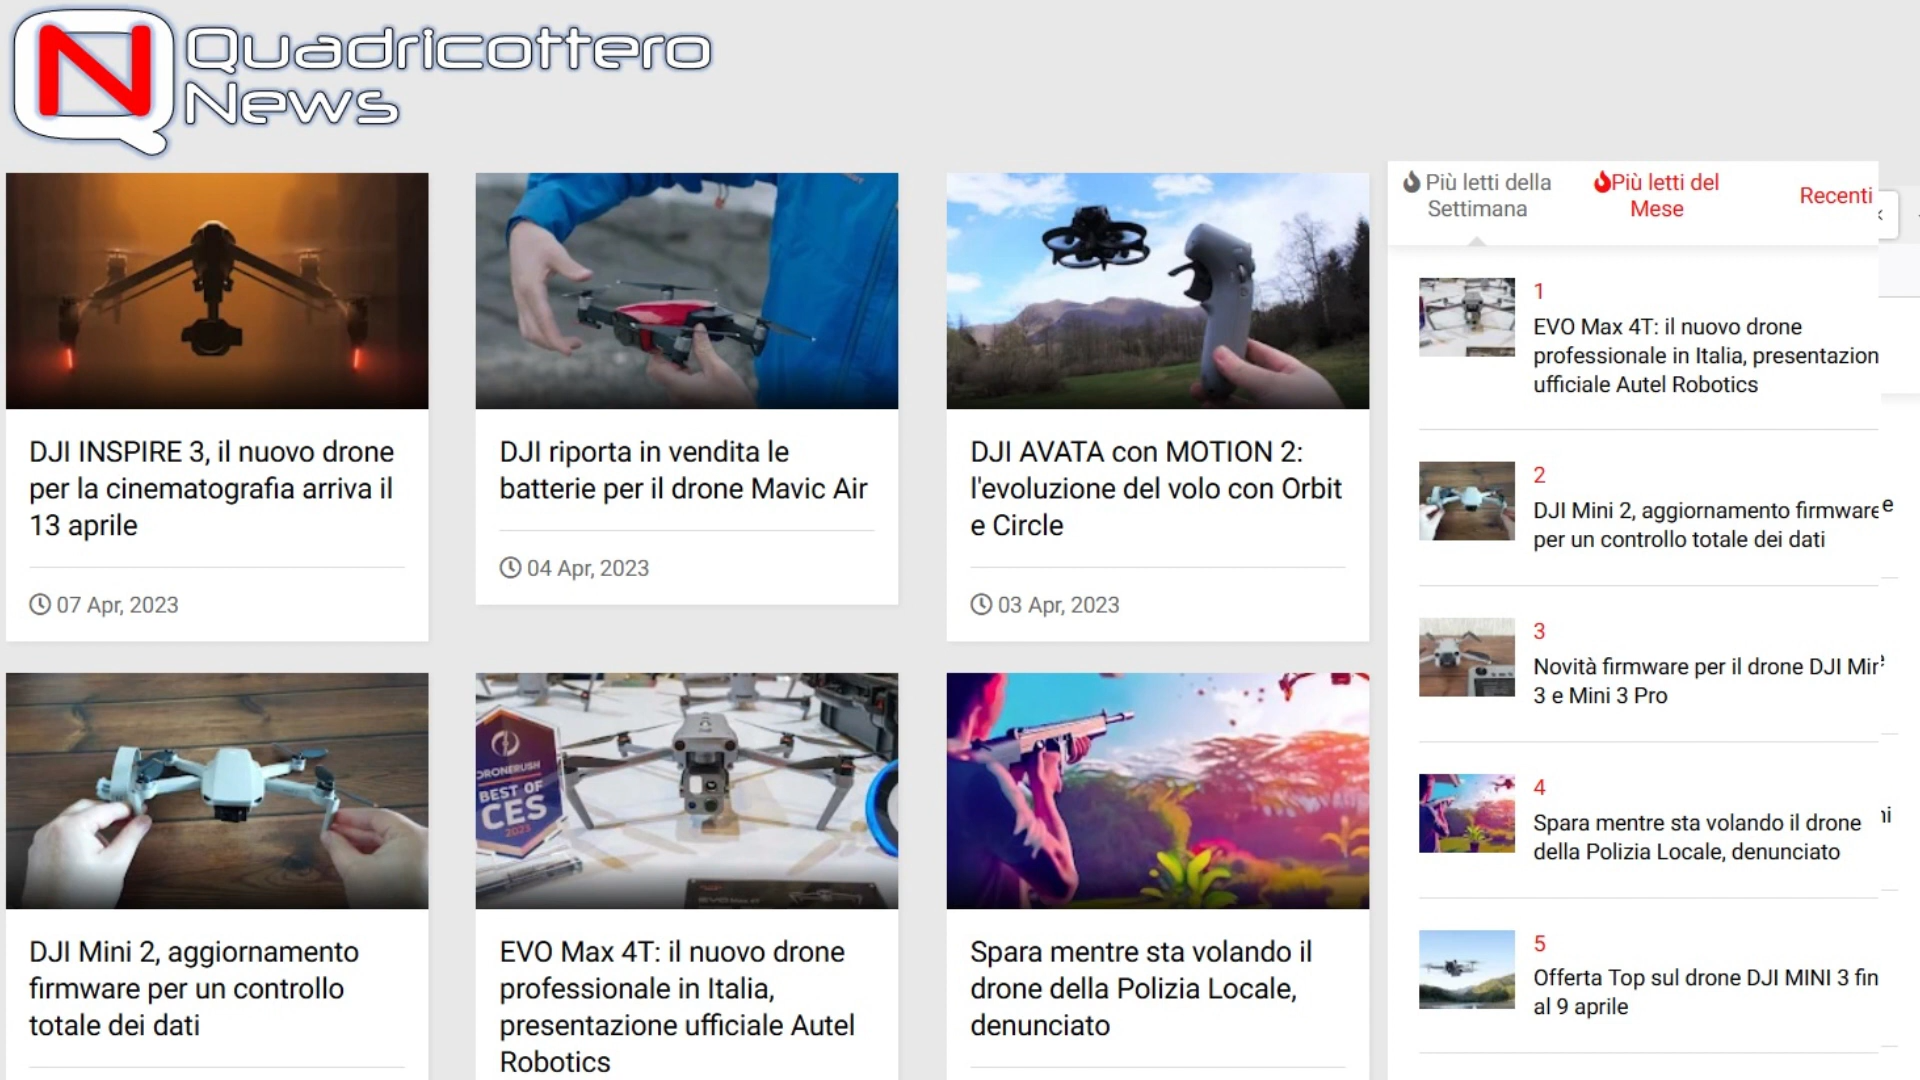 N Quadricottero
News
DJI INSPIRE 3, il nuovo drone
per la cinematografia arriva il
13 aprile
07 Apr, 2023
DJI riporta in vendita le
batterie per il drone Mavic Air
04 Apr, 2023
DJI AVATA con MOTION 2:
l'evoluzione del volo con Orbit
e Circle
03 Apr, 2023
DJI Mini 2, aggiornamento
firmware per un controllo
totale dei dati
DRONERUSH
BEST OF
CES
2023
EVO Max 4T: il nuovo drone
professionale in Italia,
presentazione ufficiale Autel
Robotics
Spara mentre sta volando il
drone della Polizia Locale,
denunciato
Più letti della
Settimana
Più letti del
Mese
Recenti
1
EVO Max 4T: il nuovo drone
professionale in Italia, presentazion
ufficiale Autel Robotics
2
DJI Mini 2, aggiornamento firmware e
per un controllo totale dei dati
3
Novità firmware per il drone DJI Mir
3 e Mini 3 Pro
4
Spara mentre sta volando il drone
della Polizia Locale, denunciato
5
Offerta Top sul drone DJI MINI 3 fin
al 9 aprile